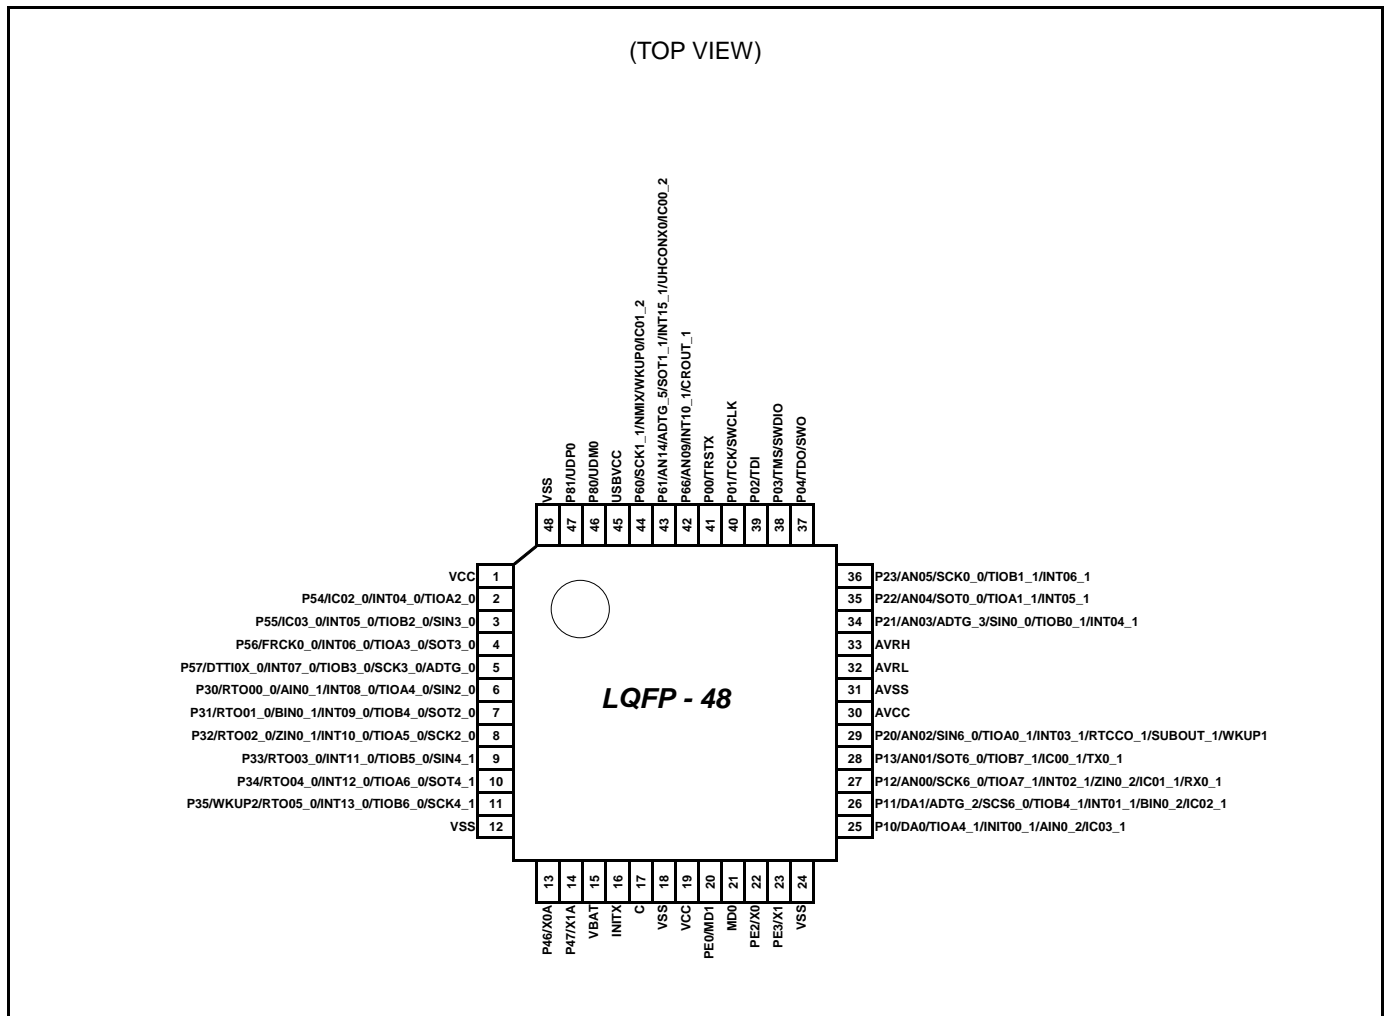 (TOP VIEW)
VSS
P81/UDP0
P80/UDM0
USBVCC
P60/SCK1_1/NMIX/WKUP0/IC01_2
P61/AN14/ADTG_5/SOT1_1/INT15_1/UHCONX0/IC00_2
P66/AN09/INT10_1/CROUT_1
P00/TRSTX
P01/TCK/SWCLK
P02/TDI
P03/TMS/SWDIO
P04/TDO/SWO
48 47 46 45 44 43 42 41 40 39 38 37
VCC 1
P54/IC02_0/INT04_0/TIOA2_0 2
P55/IC03_0/INT05_0/TIOB2_0/SIN3_0 3
P56/FRCK0_0/INT06_0/TIOA3_0/SOT3_0 4
P57/DTTI0X_0/INT07_0/TIOB3_0/SCK3_0/ADTG_0 5
P30/RTO00_0/AIN0_1/INT08_0/TIOA4_0/SIN2_0 6
P31/RTO01_0/BIN0_1/INT09_0/TIOB4_0/SOT2_0 7
P32/RTO02_0/ZIN0_1/INT10_0/TIOA5_0/SCK2_0 8
P33/RTO03_0/INT11_0/TIOB5_0/SIN4_1 9
P34/RTO04_0/INT12_0/TIOA6_0/SOT4_1 10
P35/WKUP2/RTO05_0/INT13_0/TIOB6_0/SCK4_1 11
VSS 12
LQFP - 48
36 P23/AN05/SCK0_0/TIOB1_1/INT06_1
35 P22/AN04/SOT0_0/TIOA1_1/INT05_1
34 P21/AN03/ADTG_3/SIN0_0/TIOB0_1/INT04_1
33 AVRH
32 AVRL
31 AVSS
30 AVCC
29 P20/AN02/SIN6_0/TIOA0_1/INT03_1/RTCCO_1/SUBOUT_1/WKUP1
28 P13/AN01/SOT6_0/TIOB7_1/IC00_1/TX0_1
27 P12/AN00/SCK6_0/TIOA7_1/INT02_1/ZIN0_2/IC01_1/RX0_1
26 P11/DA1/ADTG_2/SCS6_0/TIOB4_1/INT01_1/BIN0_2/IC02_1
25 P10/DA0/TIOA4_1/INIT00_1/AIN0_2/IC03_1
13 14 15 16 17 18 19 20 21 22 23 24
P46/X0A
P47/X1A
VBAT
INITX
C
VSS
VCC
PE0/MD1
MD0
PE2/X0
PE3/X1
VSS